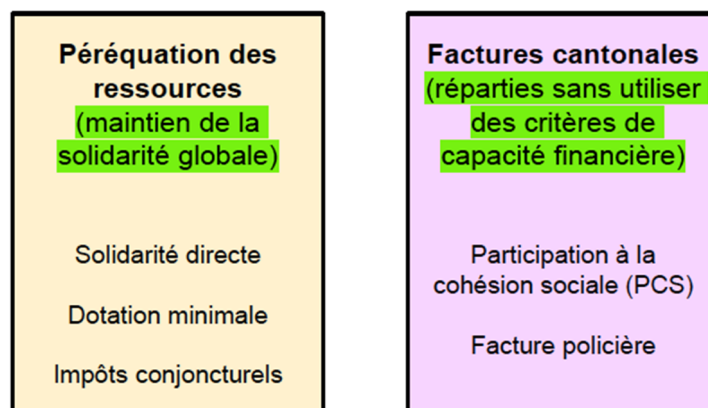 Péréquation des
ressources
(maintien de la
solidarité globale)
Solidarité directe
Dotation minimale
Impôts conjoncturels
Factures cantonales
(réparties sans utiliser
des critères de
capacité financière)
Participation à la
cohésion sociale (PCS)
Facture policière